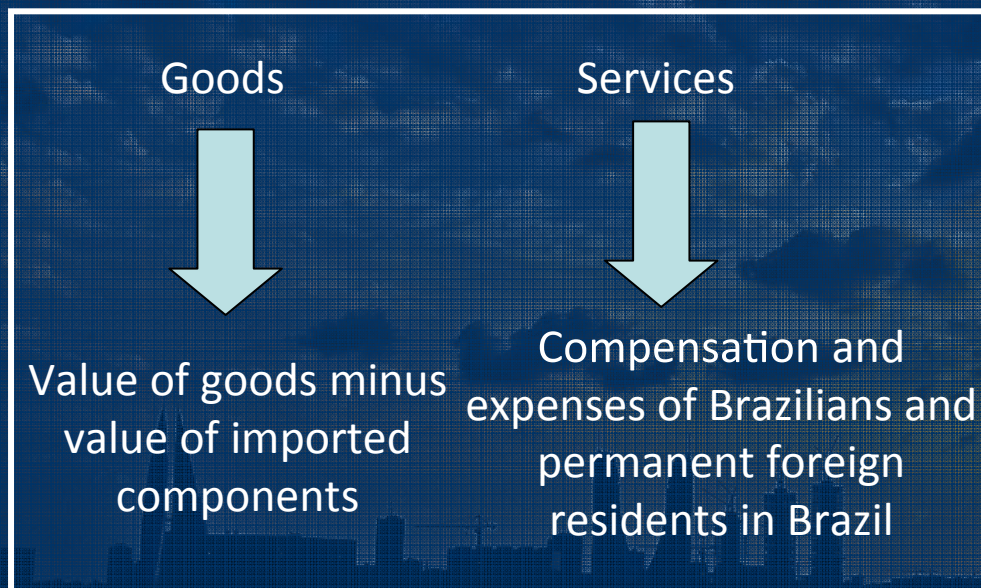 Goods
Value of goods minus
value of imported
components
Services
Compensation and
expenses of Brazilians and
permanent foreign
residents in Brazil